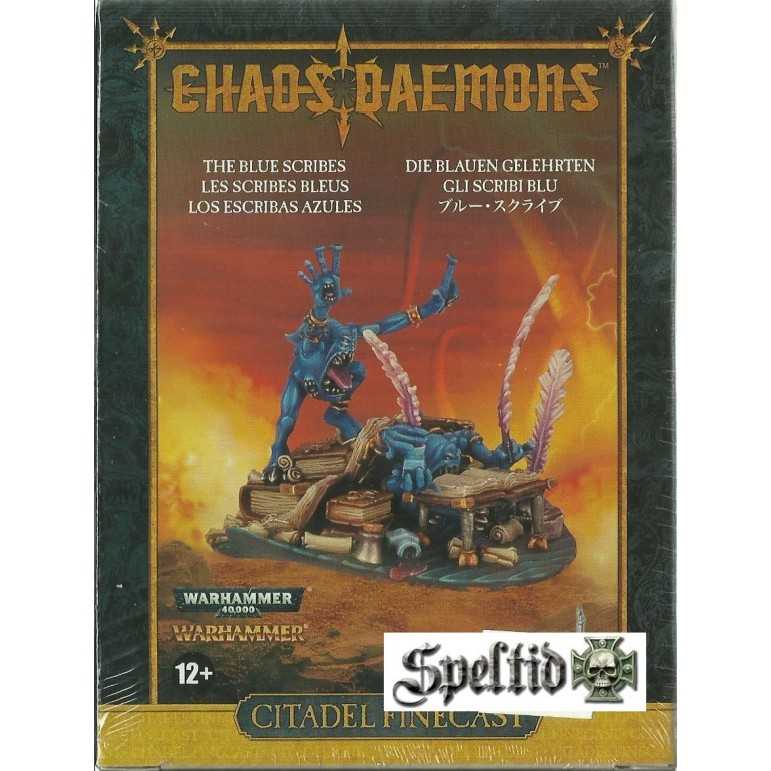 CHAOS DAEMONS™
THE BLUE SCRIBES
LES SCRIBES BLEUS
LOS ESCRIBAS AZULES
DIE BLAUEN GELEHRTEN
GLI SCRIBI BLU
ブルー・スクライブ
WARHAMMER®
40,000
WARHAMMER®
12+
Speltid
CITADEL FINECAST